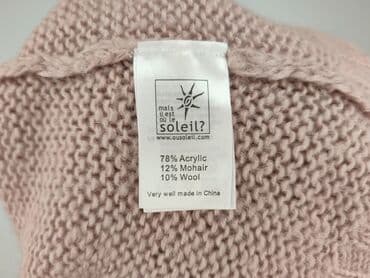 mais
il est
où le
soleil?
www.ousoleil.com
78% Acrylic
12% Mohair
10% Wool
Very well made in China